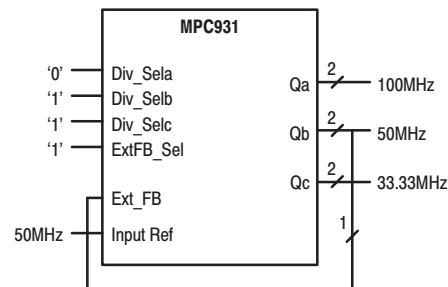 MPC931
‘0’ Div_Sela
‘1’ Div_Selb
‘1’ Div_Selc
‘1’ ExtFB_Sel
Ext_FB
50MHz Input Ref
Qa 2 100MHz
Qb 2 50MHz
Qc 2 33.33MHz
1